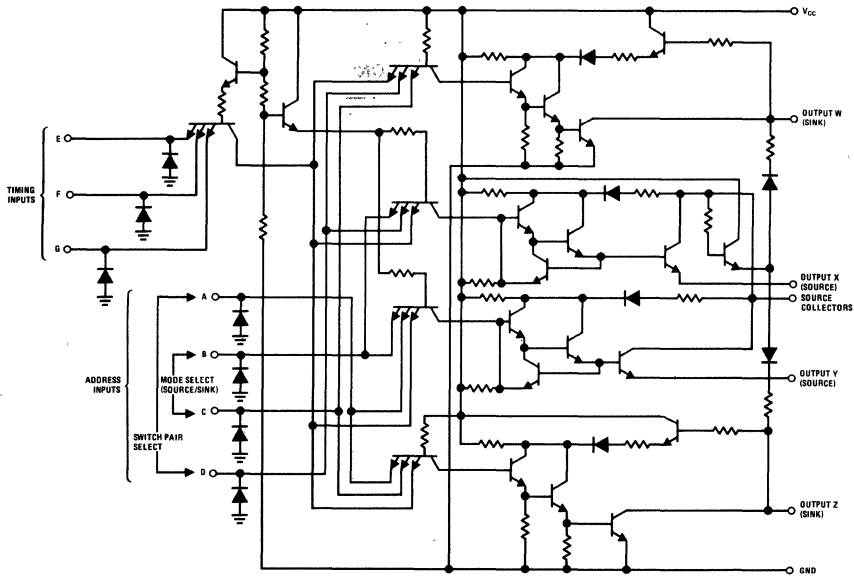 VCC
OUTPUT W
(SINK)
E
TIMING
INPUTS
F
G
OUTPUT X
(SOURCE)
SOURCE
COLLECTORS
A
B
ADDRESS
INPUTS
MODE SELECT
(SOURCE/SINK)
OUTPUT Y
(SOURCE)
C
SWITCH PAIR
SELECT
D
OUTPUT Z
(SINK)
GND